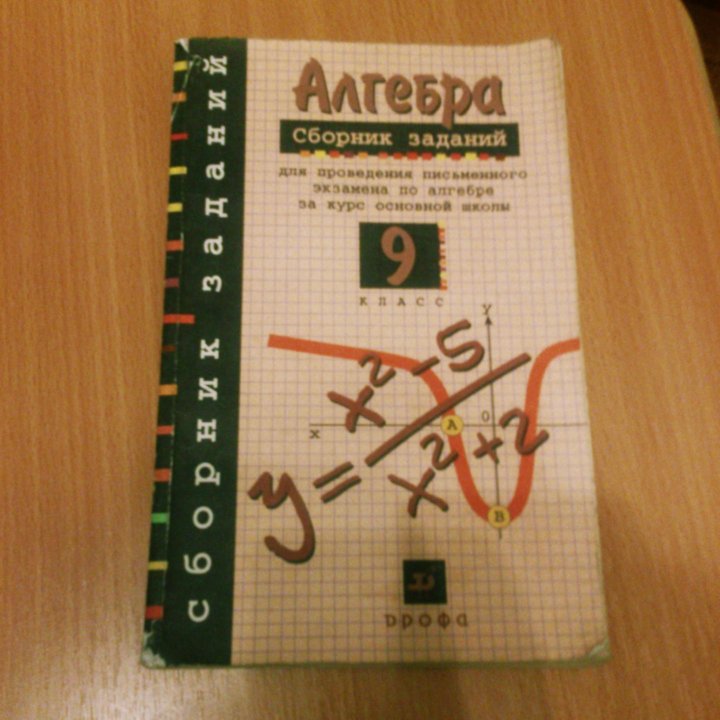 сборник заданий
Алгебра
Сборник заданий
для проведения письменного
экзамена по алгебре
за курс основной школы
9
КЛАСС
y = x² - 5 / x² + 2
Y
X
0
A
B
дрофа